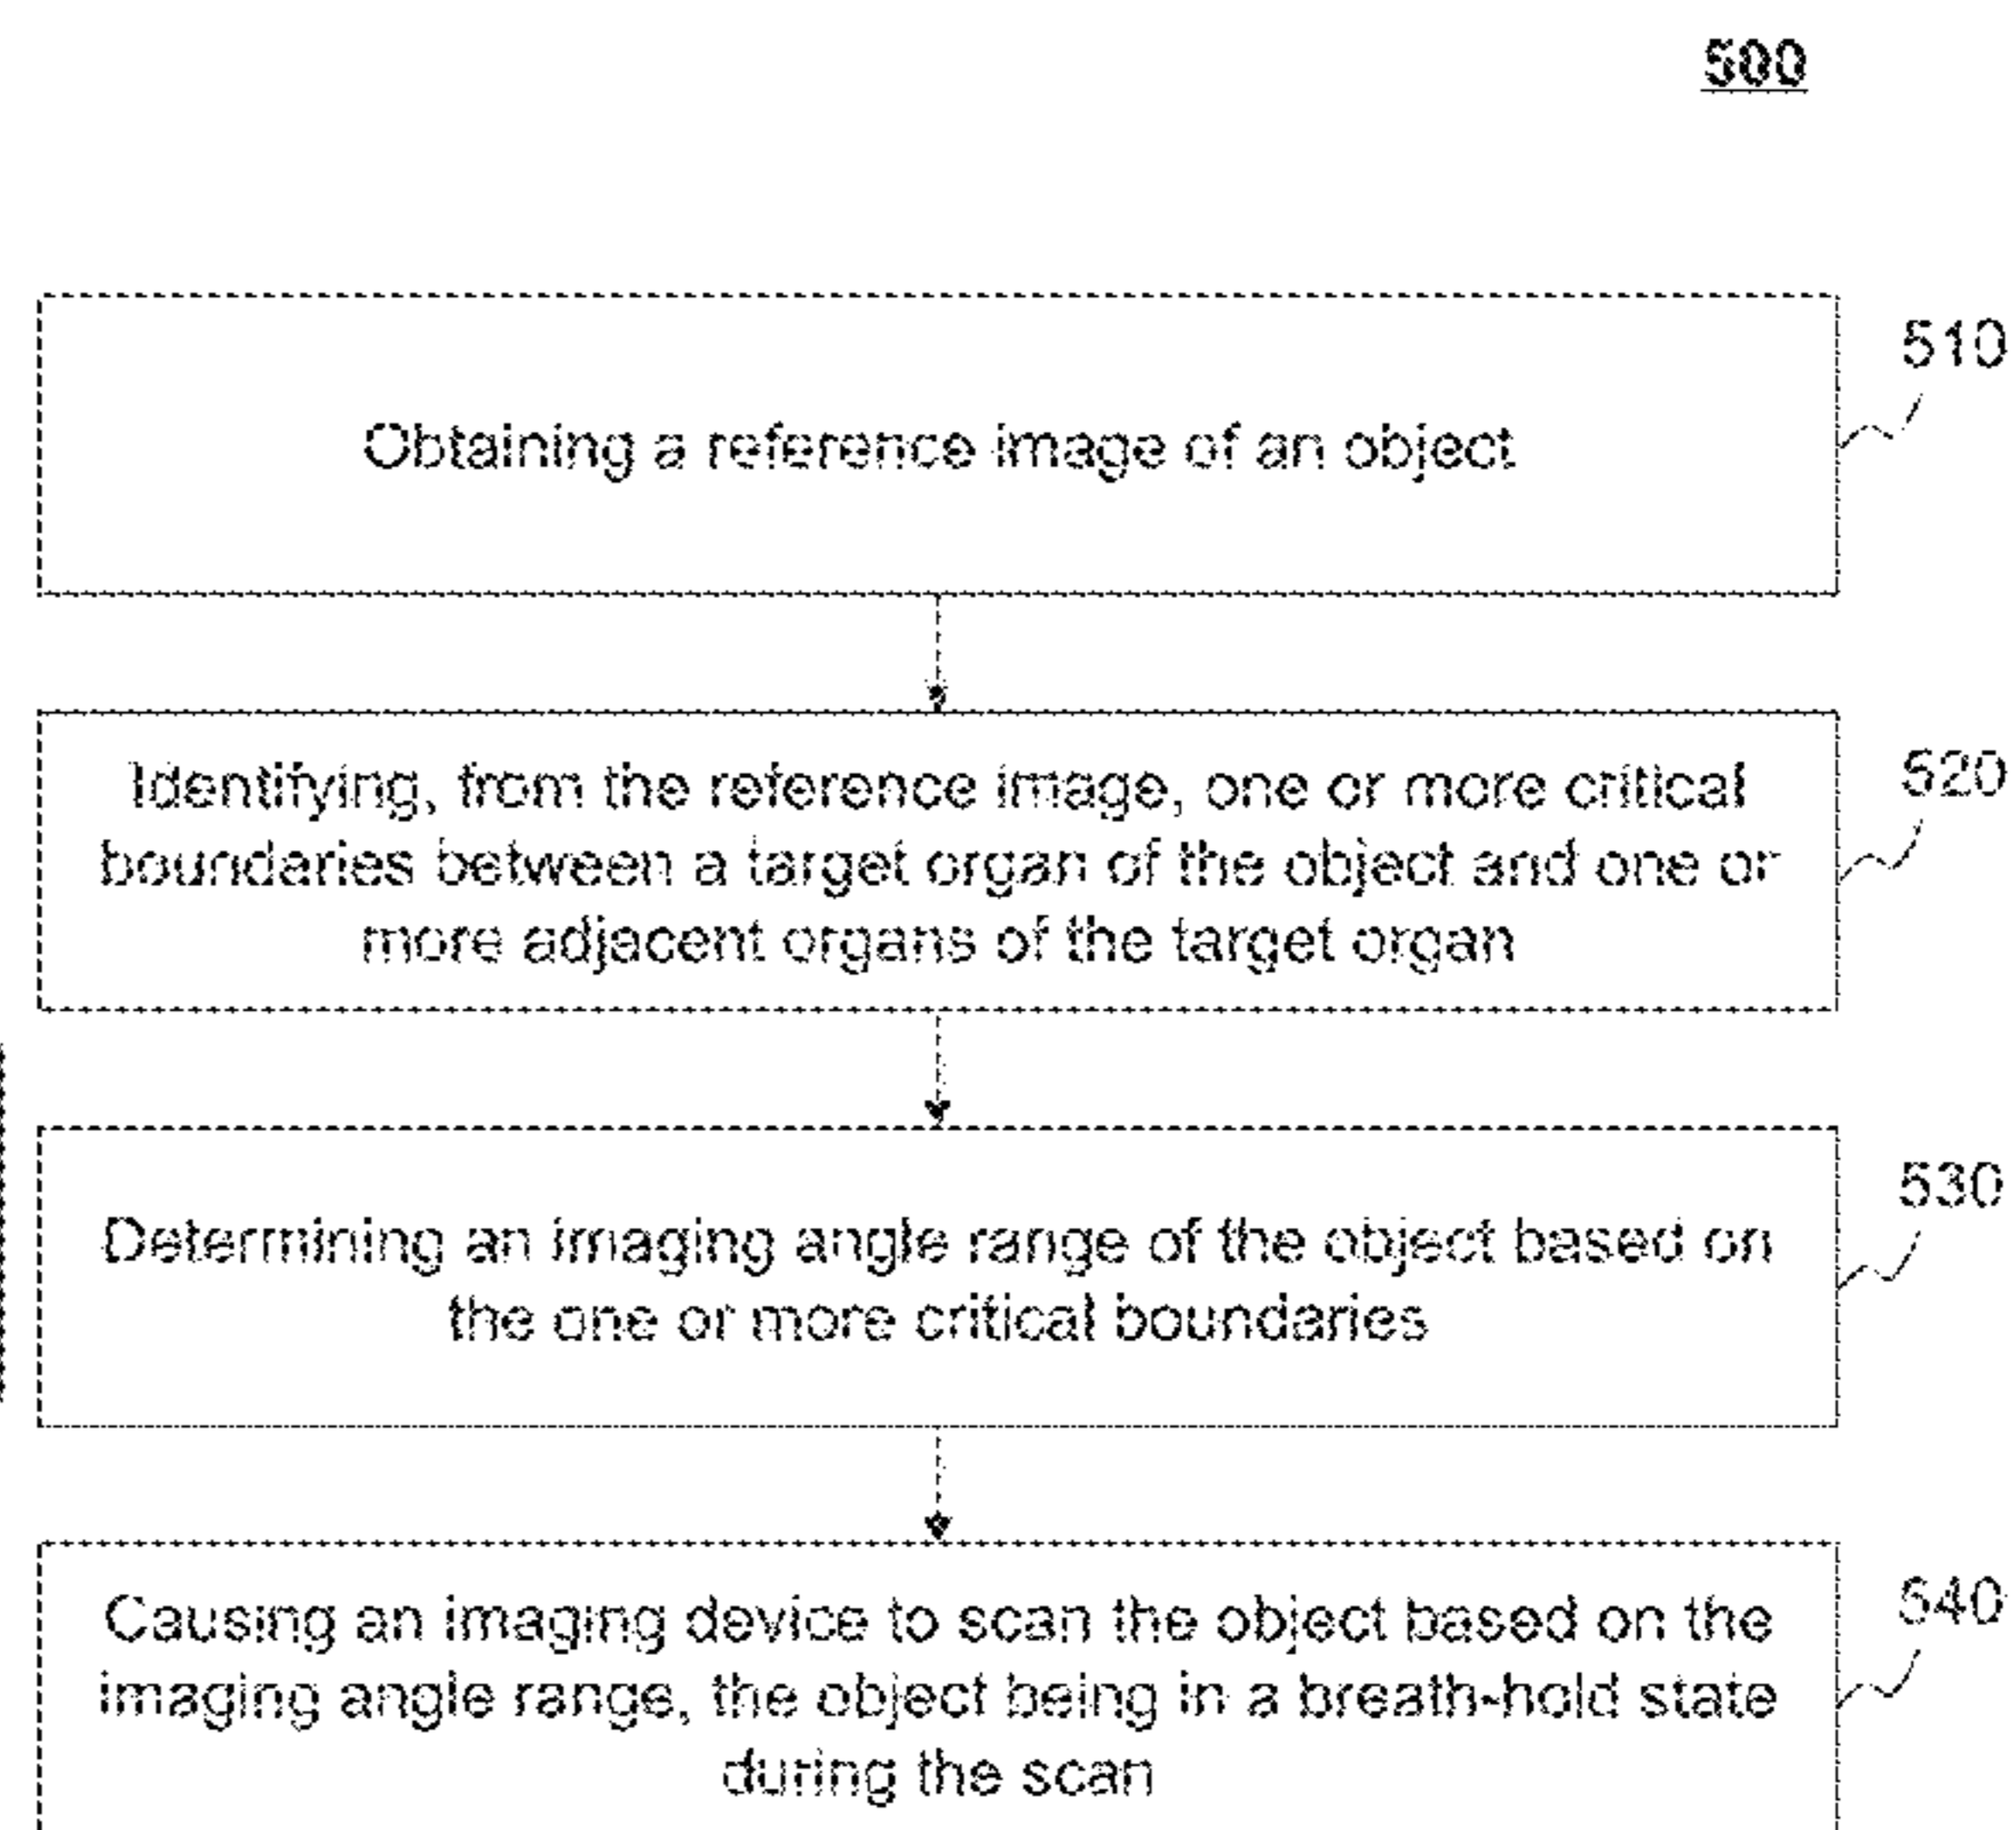 500
Obtaining a reference image of an object
510
Identifying, from the reference image, one or more critical
boundaries between a target organ of the object and one or
more adjacent organs of the target organ
520
Determining an imaging angle range of the object based on
the one or more critical boundaries
530
Causing an imaging device to scan the object based on the
imaging angle range, the object being in a breath-hold state
during the scan
540